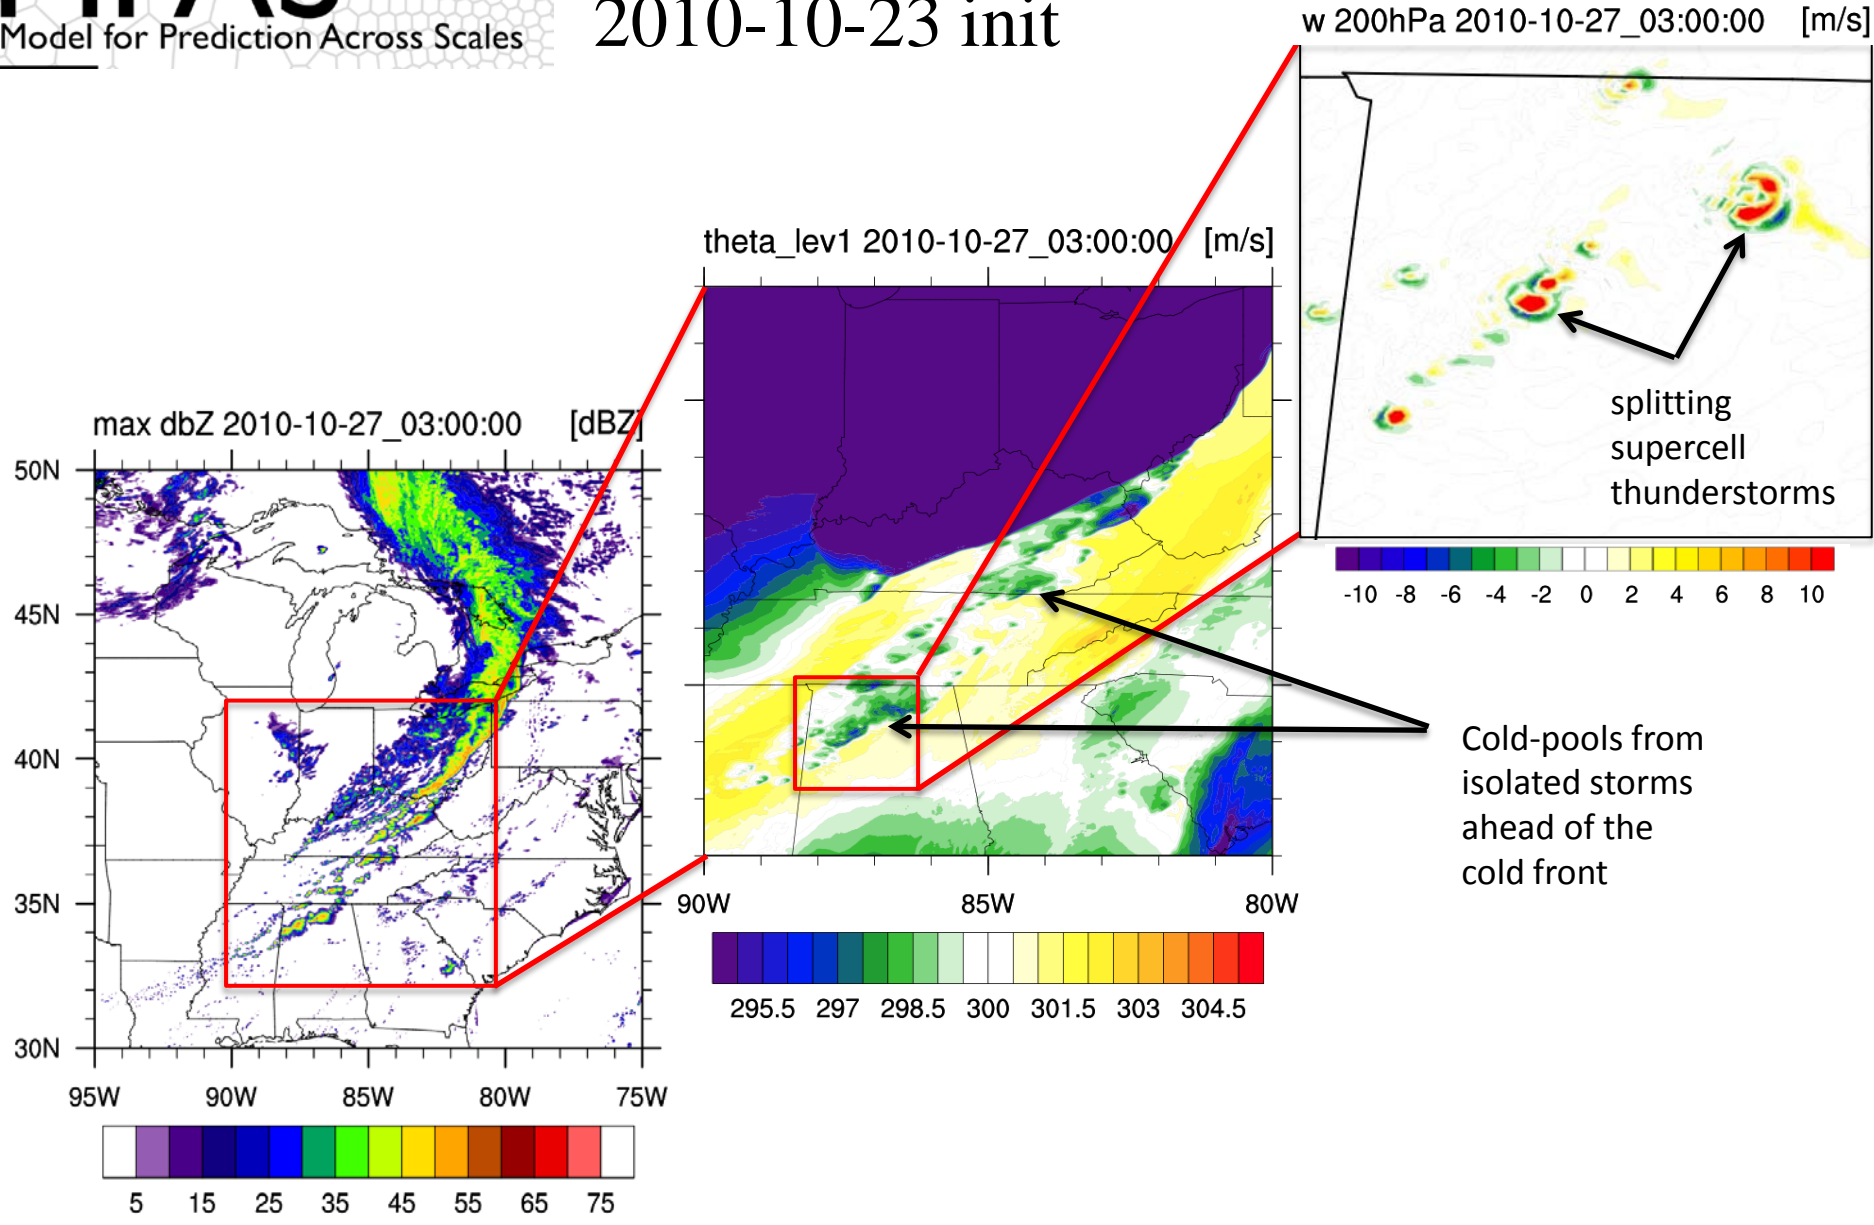 Model for Prediction Across Scales
2010-10-23 init
w 200hPa 2010-10-27_03:00:00 [m/s]
splitting
supercell
thunderstorms
-10 -8 -6 -4 -2 0 2 4 6 8 10
theta_lev1 2010-10-27_03:00:00 [m/s]
90W 85W 80W
295.5 297 298.5 300 301.5 303 304.5
Cold-pools from
isolated storms
ahead of the
cold front
max dbZ 2010-10-27_03:00:00 [dBZ]
50N
45N
40N
35N
30N
95W 90W 85W 80W 75W
5 15 25 35 45 55 65 75